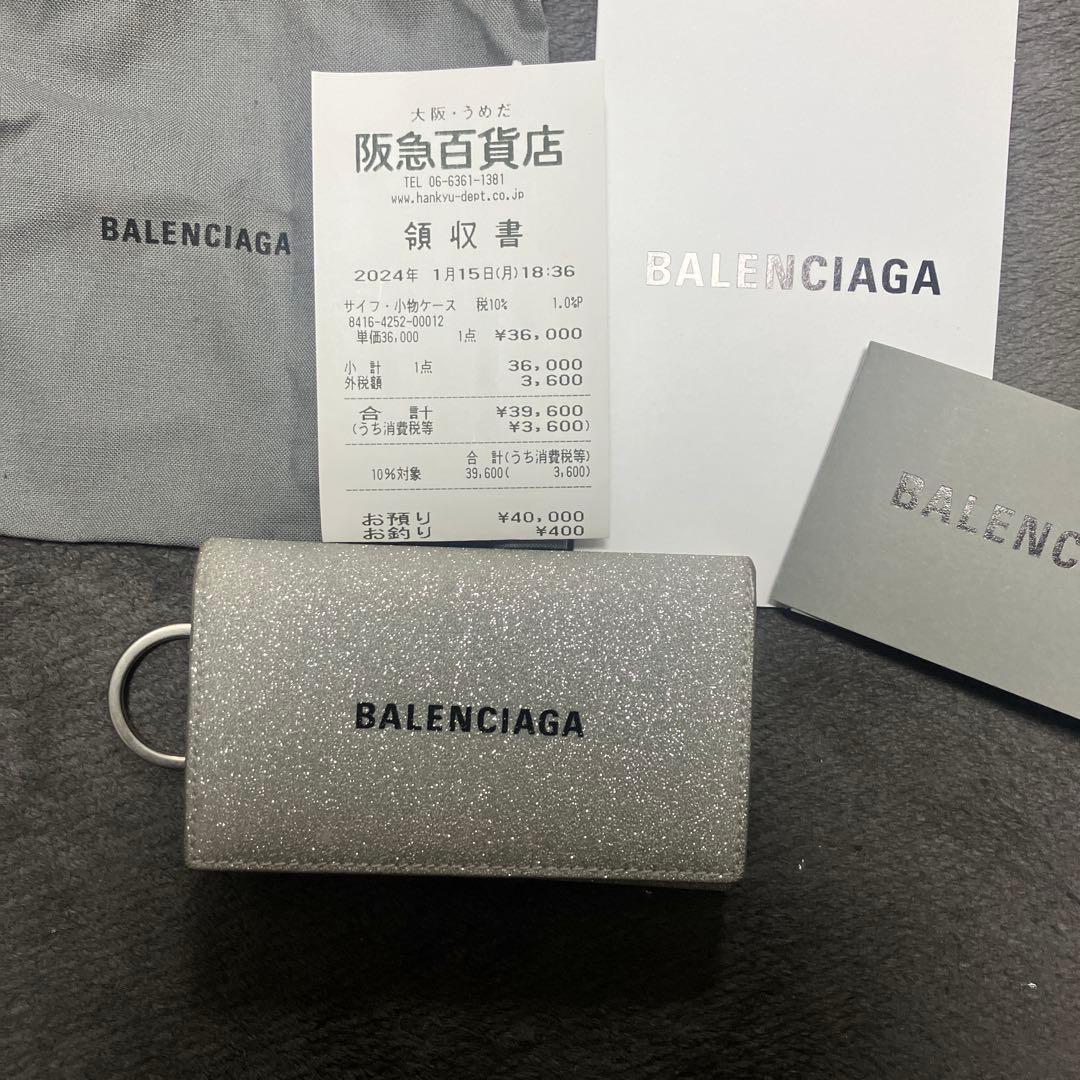 BALENCIAGA
大阪・うめだ
阪急百貨店
TEL 06-6361-1381
www.hankyu-dept.co.jp
領収書
2024年 1月15日(月)18:36
サイフ・小物ケース 税10% 1.0%P
8416-4252-00012
単価36,000 1点 ¥36,000
小 計 1点 36,000
外税額 3,600
合 計 ¥39,600
(うち消費税等 ¥3,600)
合 計(うち消費税等)
10%対象 39,600( 3,600)
お預り ¥40,000
お釣り ¥400
BALENCIAGA
BALENC
BALENCIAGA